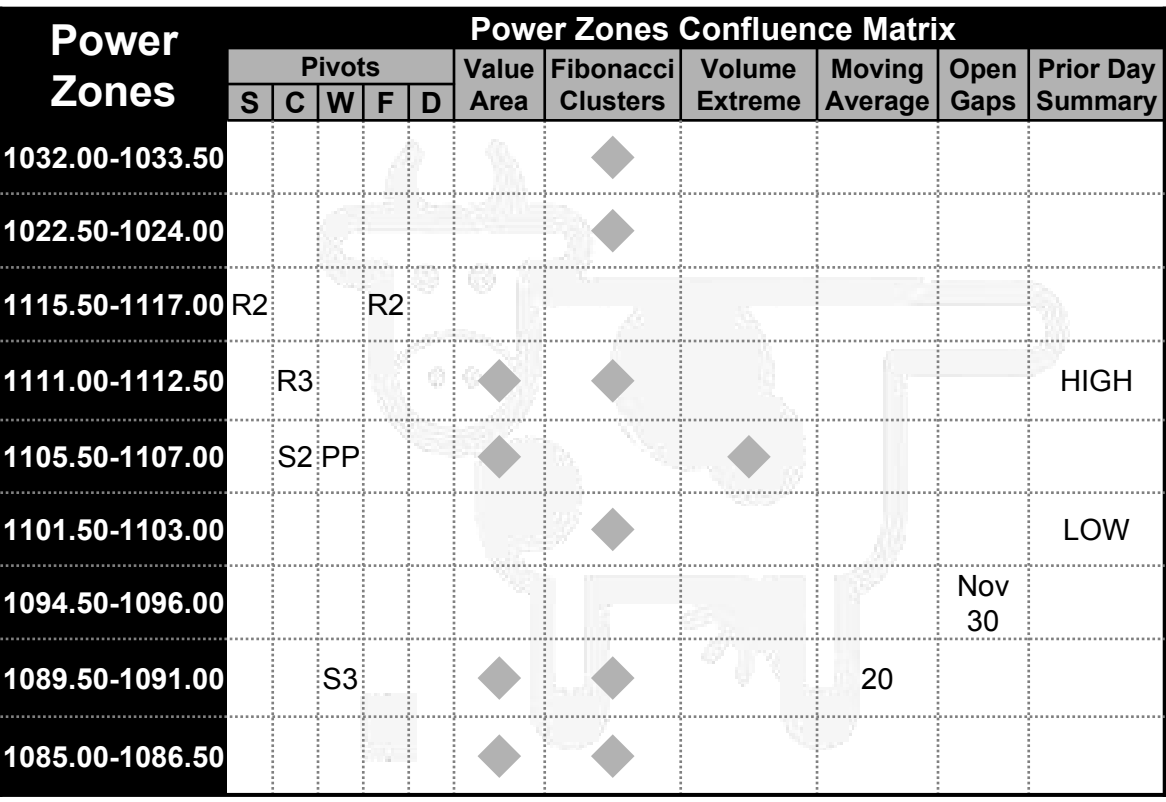 Power Zones
Power Zones Confluence Matrix
Pivots
Value Area
Fibonacci Clusters
Volume Extreme
Moving Average
Open Gaps
Prior Day Summary
S C W F D
1032.00-1033.50
1022.50-1024.00
1115.50-1117.00 R2 R2
1111.00-1112.50 R3 HIGH
1105.50-1107.00 S2 PP
1101.50-1103.00 LOW
1094.50-1096.00 Nov 30
1089.50-1091.00 S3 20
1085.00-1086.50